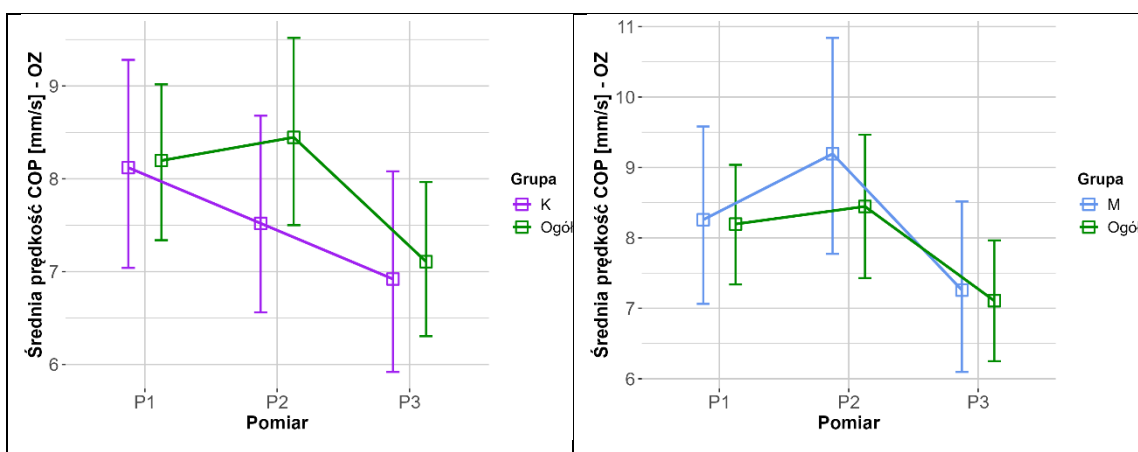 Średnia prędkość COP [mm/s] - OZ
9
8
7
6
P1
P2
P3
Pomiar
Grupa
K
Ogół
Średnia prędkość COP [mm/s] - OZ
11
10
9
8
7
6
P1
P2
P3
Pomiar
Grupa
M
Ogół